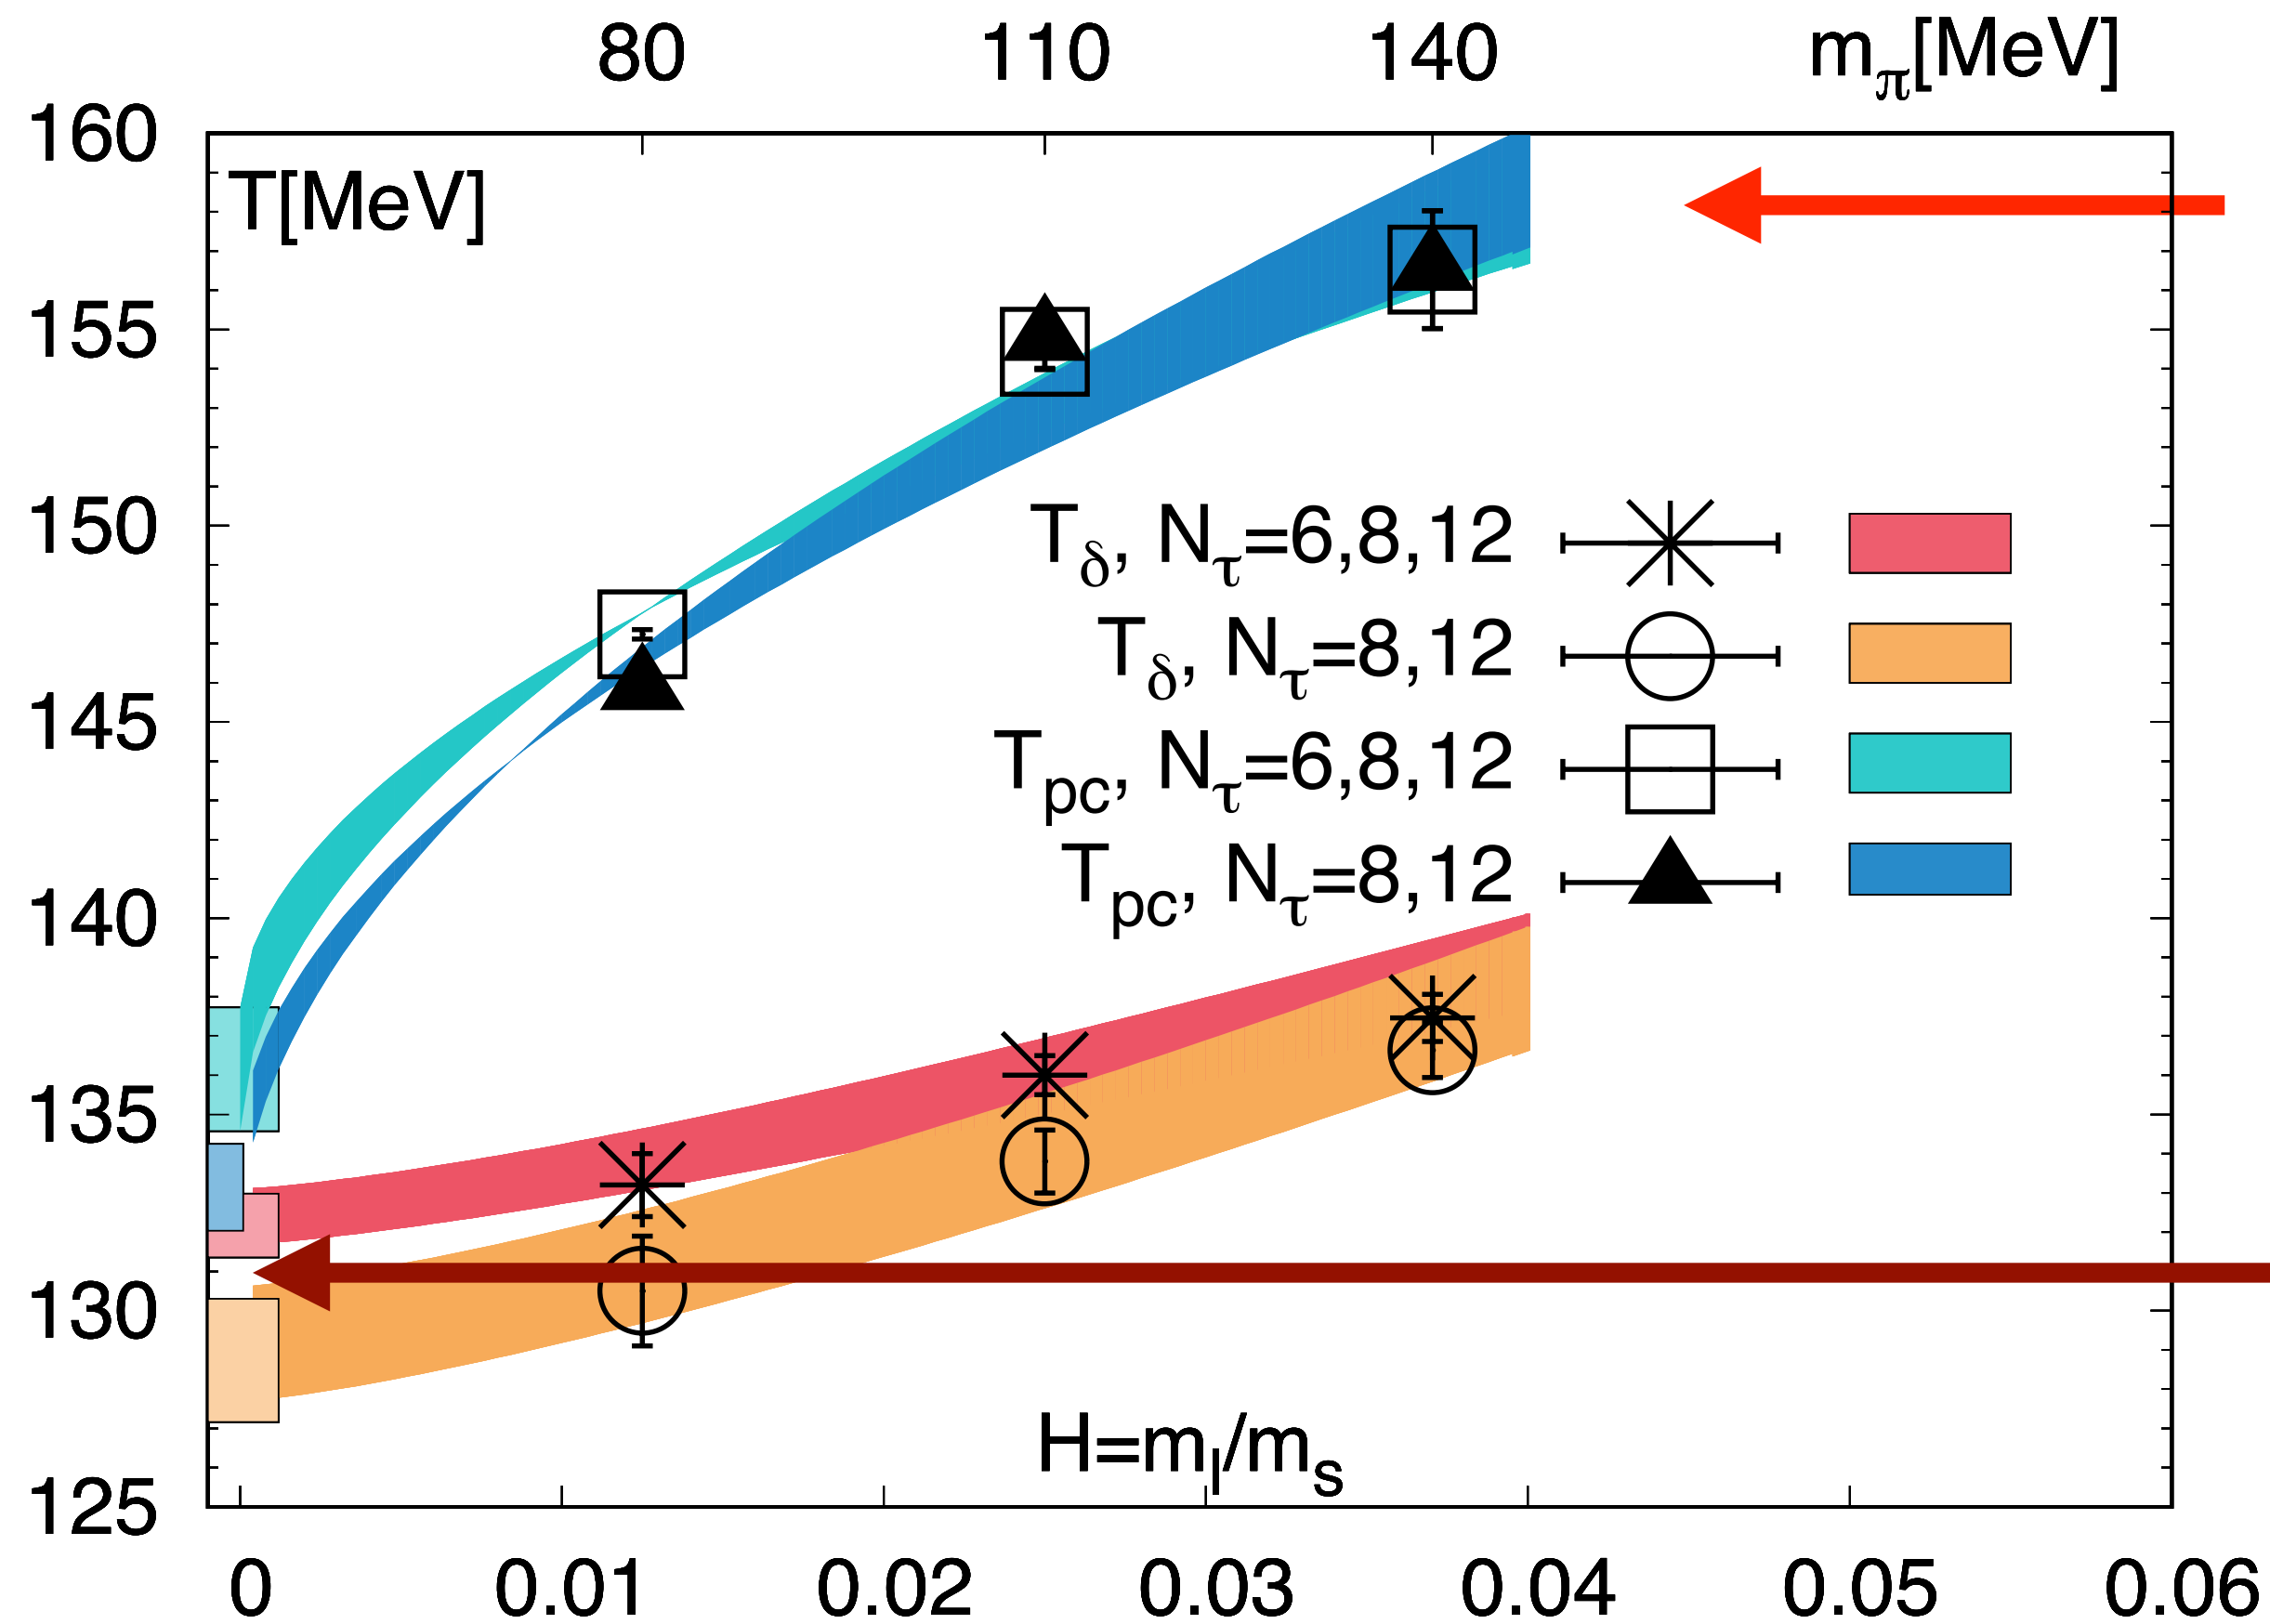 80 110 140 m_π[MeV]
160
T[MeV]
155
150
T_δ, N_τ=6,8,12
T_δ, N_τ=8,12
145
T_pc, N_τ=6,8,12
T_pc, N_τ=8,12
140
135
130
H=m_l/m_s
125
0 0.01 0.02 0.03 0.04 0.05 0.06